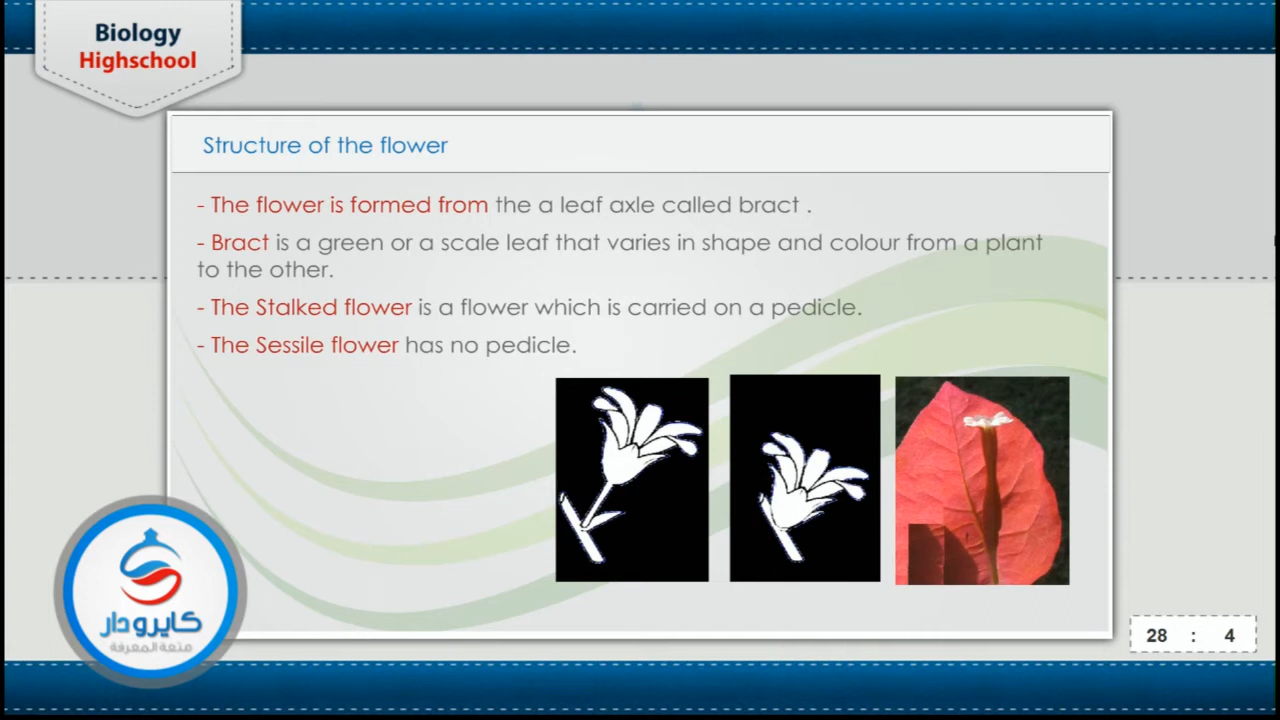 Biology
Highschool
Structure of the flower
- The flower is formed from the a leaf axle called bract .
- Bract is a green or a scale leaf that varies in shape and colour from a plant
to the other.
- The Stalked flower is a flower which is carried on a pedicle.
- The Sessile flower has no pedicle.
كايرودار
متعة المعرفة
28 : 4